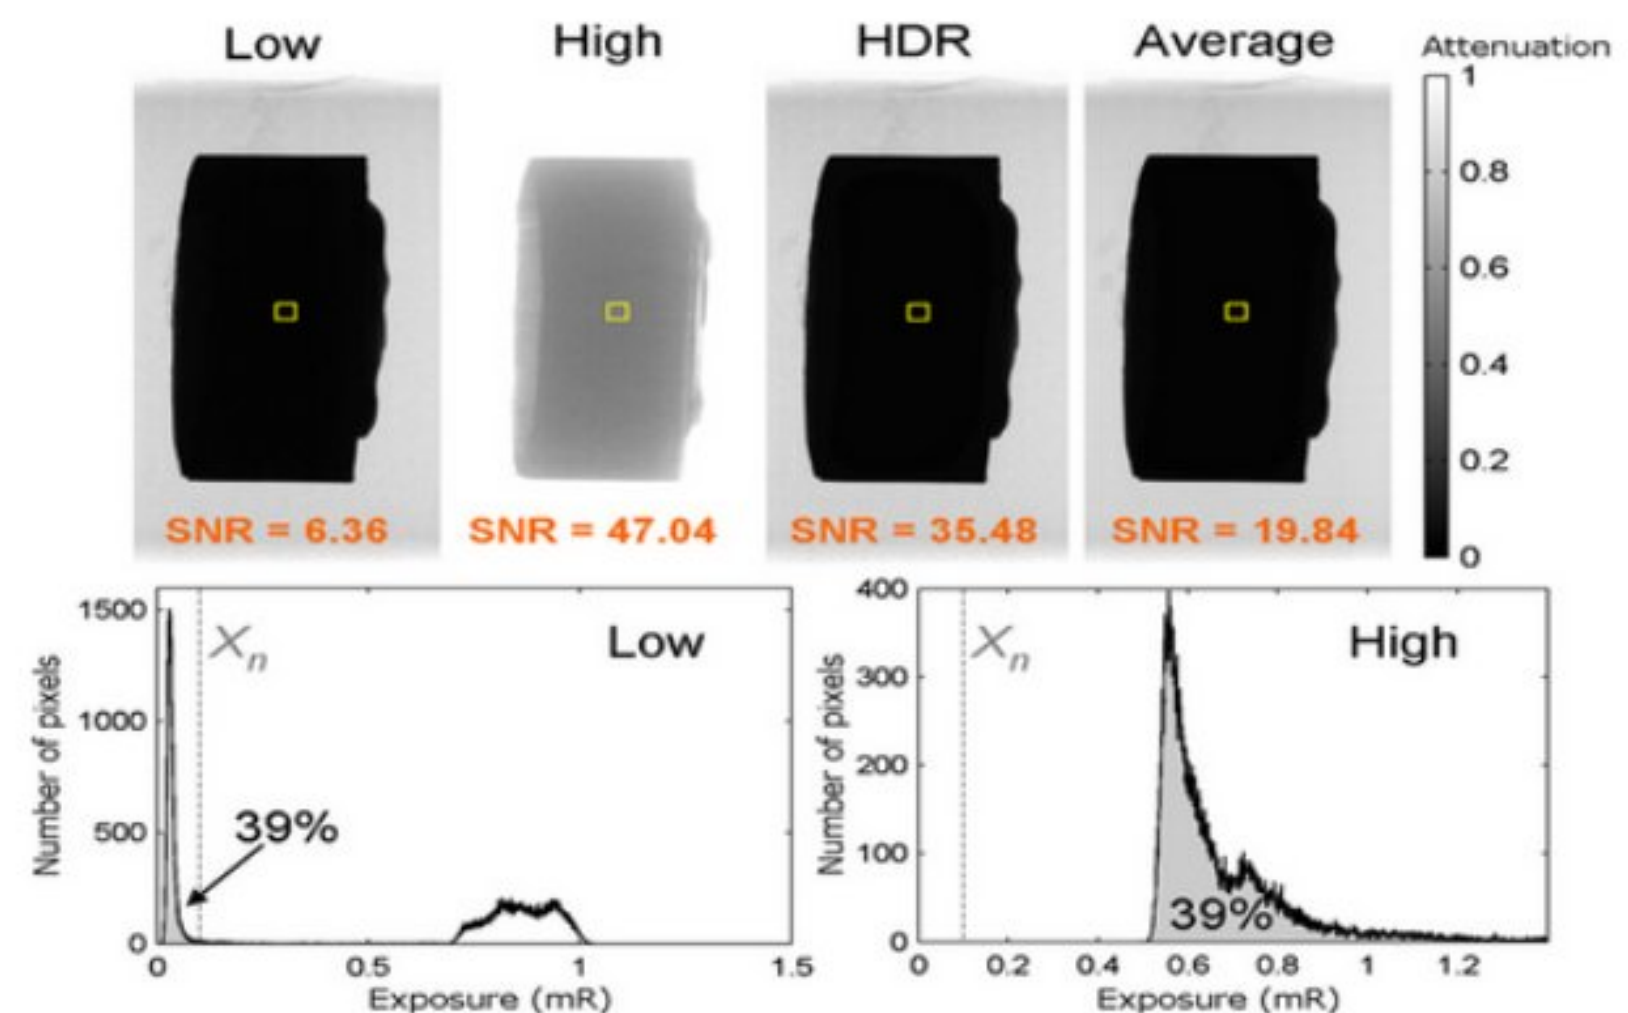 Low High HDR Average Attenuation
1
0.8
0.6
0.4
0.2
0
SNR = 6.36 SNR = 47.04 SNR = 35.48 SNR = 19.84
Number of pixels
1500
1000
500
0
X_n
Low
39%
0 0.5 1 1.5
Exposure (mR)
Number of pixels
400
300
200
100
0
X_n
High
39%
0 0.2 0.4 0.6 0.8 1 1.2
Exposure (mR)